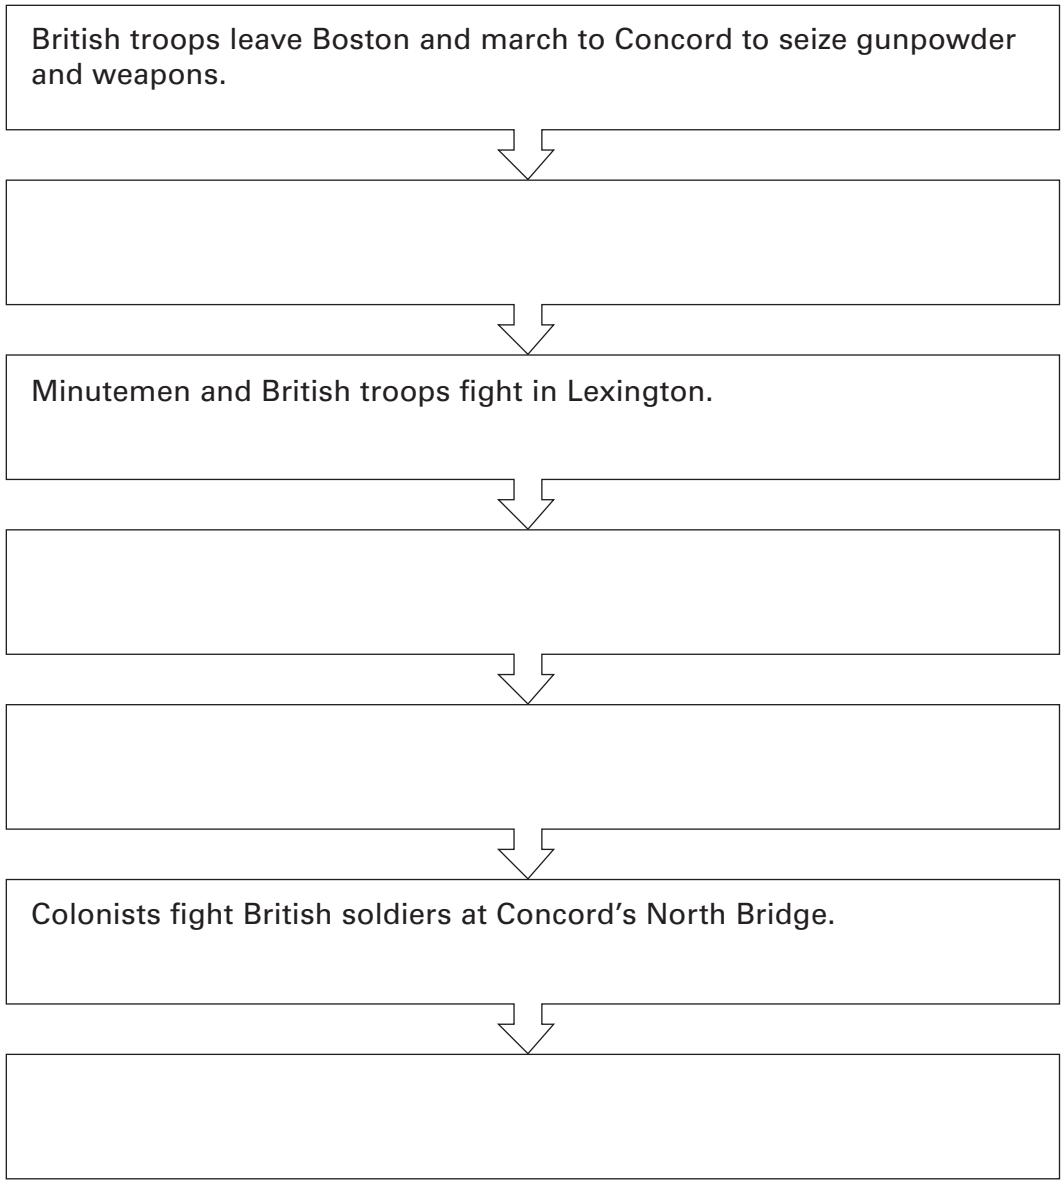 British troops leave Boston and march to Concord to seize gunpowder
and weapons.
Minutemen and British troops fight in Lexington.
Colonists fight British soldiers at Concord's North Bridge.